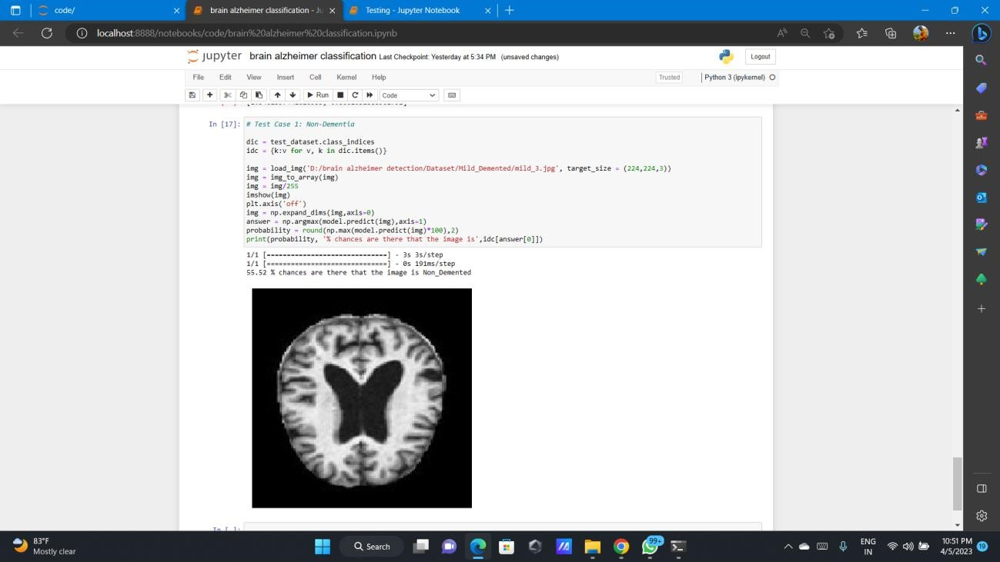 code/
brain alzheimer classification - Ju
Testing - Jupyter Notebook
localhost:8888/notebooks/code/brain%20alzheimer%20classification.ipynb
jupyter brain alzheimer classification Last Checkpoint: Yesterday at 5:34 PM (unsaved changes)
Logout
File Edit View Insert Cell Kernel Help
Trusted
Python 3 (ipykernel)
Run
Code
In [17]:
# Test Case 1: Non-Dementia
dic = test_dataset.class_indices
idc = {k:v for v, k in dic.items()}
img = load_img('D:/brain alzheimer detection/Dataset/Mild_Demented/mild_3.jpg', target_size = (224,224,3))
img = img_to_array(img)
img = img/255
imshow(img)
plt.axis('off')
img = np.expand_dims(img,axis=0)
answer = np.argmax(model.predict(img),axis=1)
probability = round(np.max(model.predict(img)*100),2)
print(probability, '% chances are there that the image is',idc[answer[0]])
1/1 [==============================] - 3s 3s/step
1/1 [==============================] - 0s 191ms/step
55.52 % chances are there that the image is Non_Demented
In [ ]:
83°F
Mostly clear
Search
99+
ENG
IN
10:51 PM
4/5/2023
19